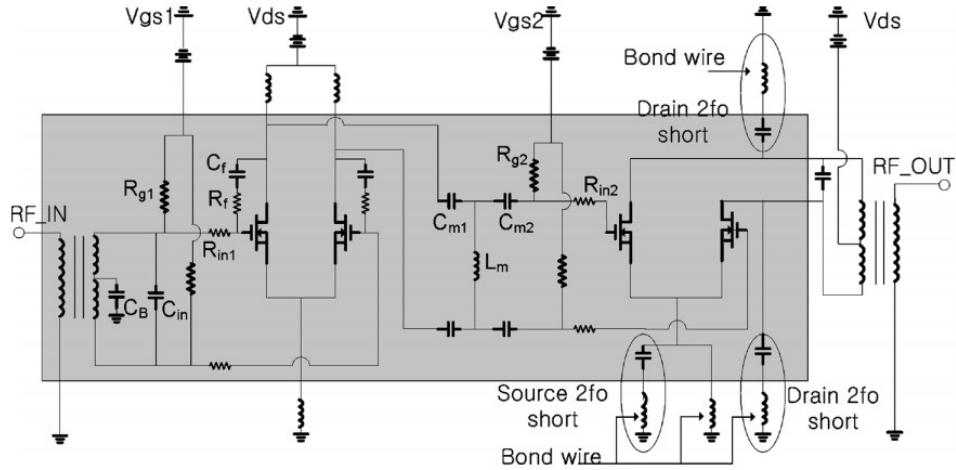 Vgs1
Vds
Vgs2
Vds
Bond wire
Drain 2fo
short
Cf
Rg1
Rf
Rg2
Rin2
RF_OUT
RF_IN
Rin1
Cm1
Cm2
Lm
CB
Cin
Source 2fo
short
Drain 2fo
short
Bond wire